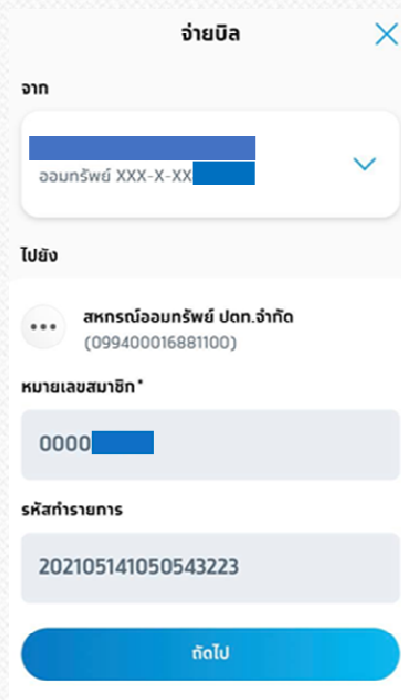 จ่ายบิล
จาก
ออมทรัพย์ XXX-X-XX
ไปยัง
สหกรณ์ออมทรัพย์ ปตท.จำกัด
(099400016881100)
หมายเลขสมาชิก*
0000
รหัสทำรายการ
202105141050543223
ถัดไป